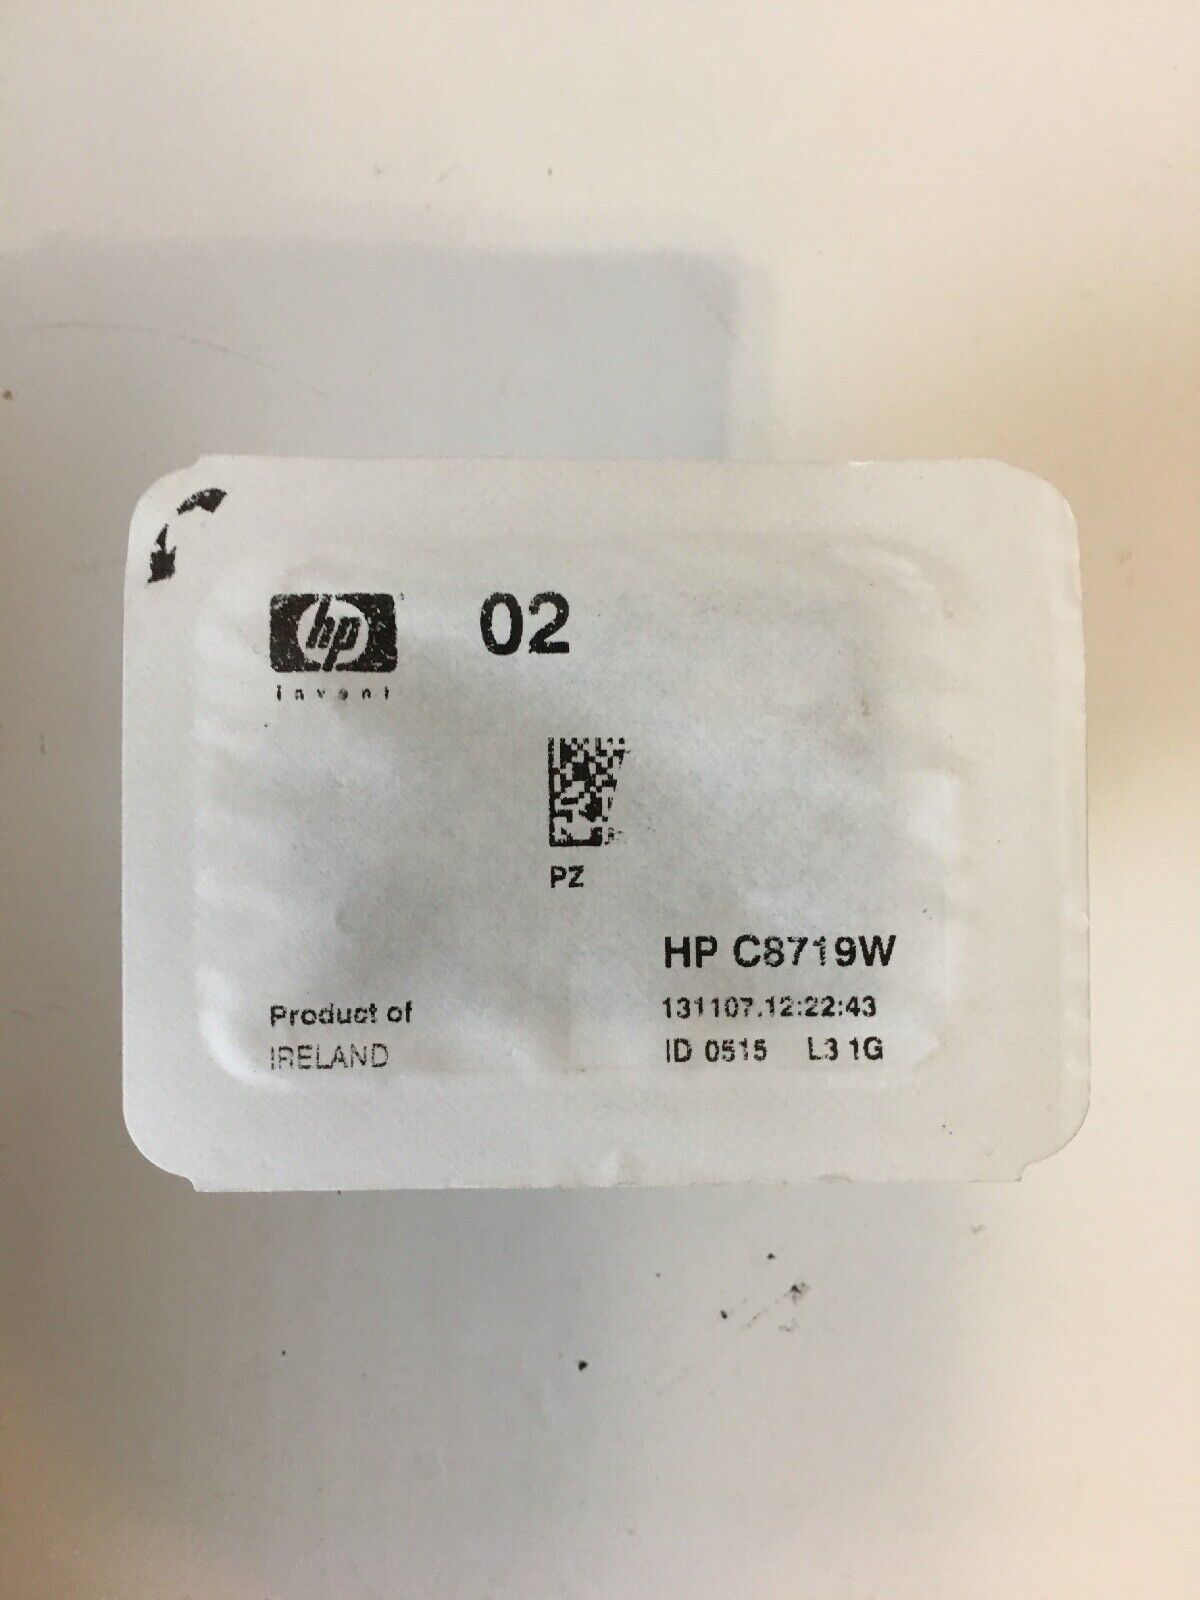 hp 02
invent
PZ
HP C8719W
131107.12:22:43
ID 0515 L3 1G
Product of
IRELAND